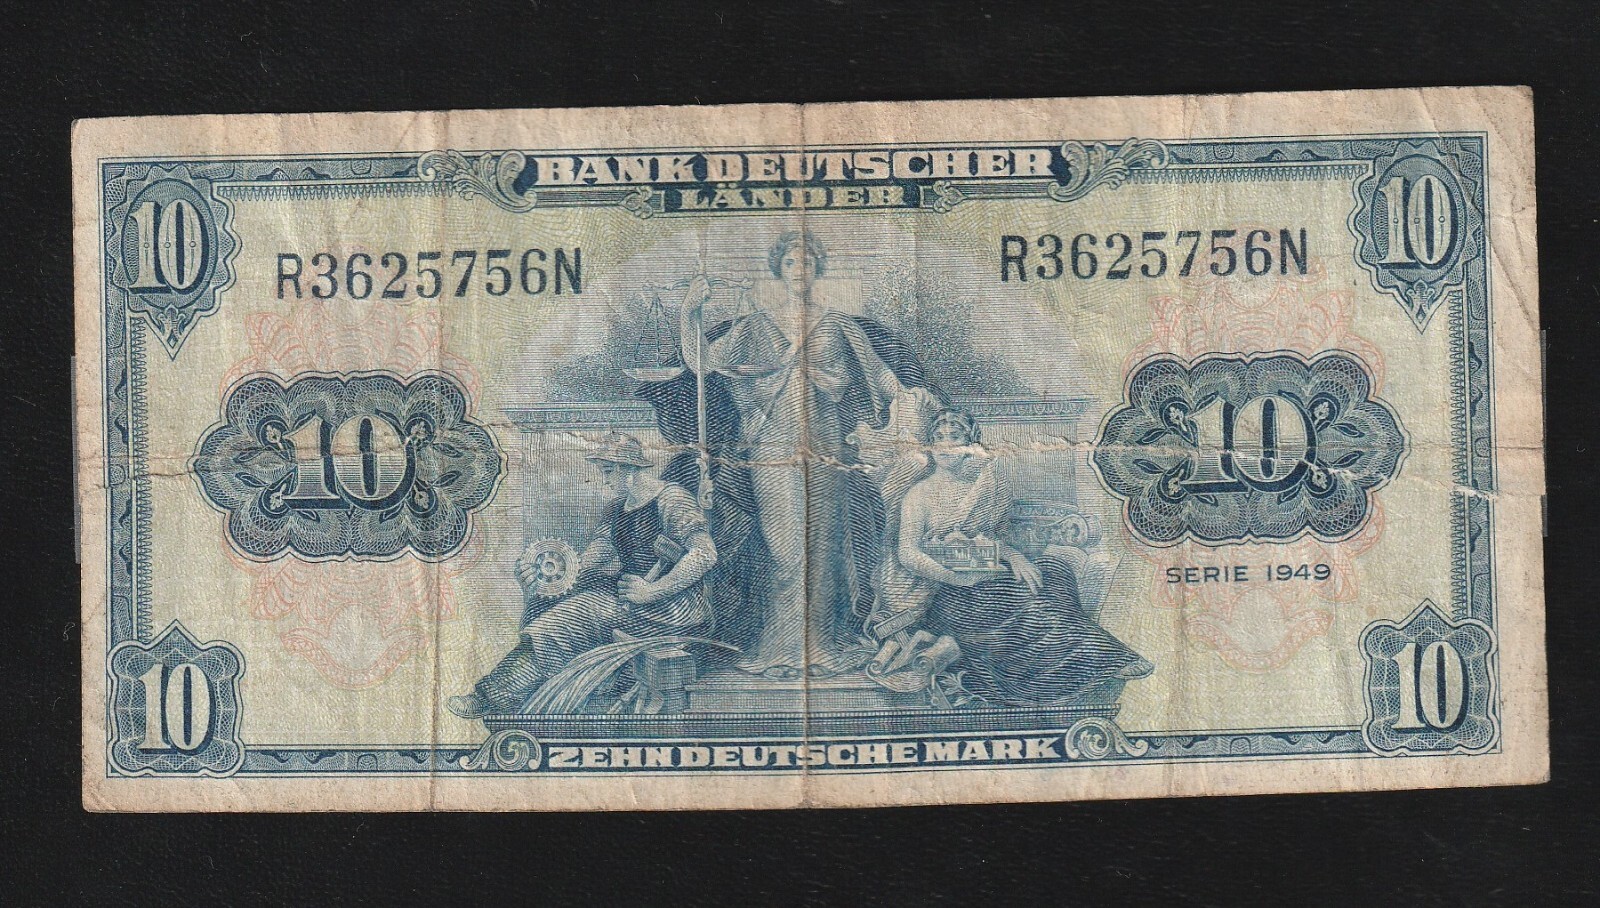 BANK DEUTSCHER
LÄNDER
10 10
R3625756N R3625756N
10 10
SERIE 1949
10 10
ZEHN DEUTSCHE MARK